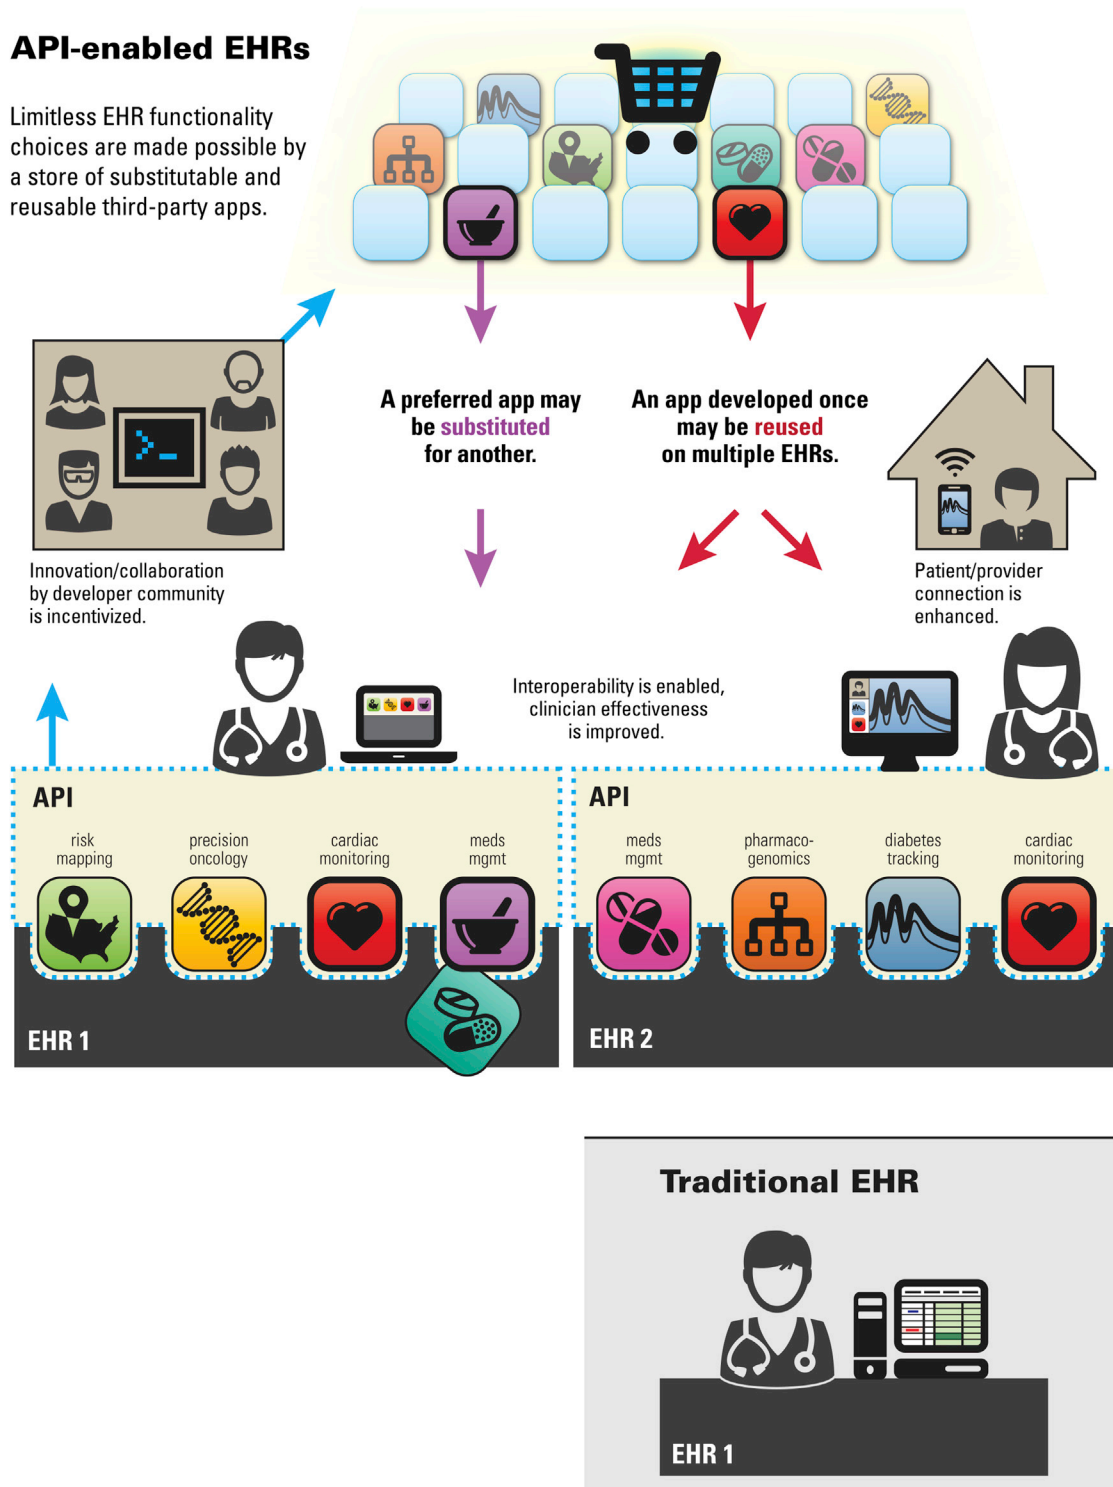 API-enabled EHRs
Limitless EHR functionality
choices are made possible by
a store of substitutable and
reusable third-party apps.
A preferred app may
be substituted
for another.
An app developed once
may be reused
on multiple EHRs.
Innovation/collaboration
by developer community
is incentivized.
Patient/provider
connection is
enhanced.
Interoperability is enabled,
clinician effectiveness
is improved.
API
risk
mapping
precision
oncology
cardiac
monitoring
meds
mgmt
EHR 1
API
meds
mgmt
pharmaco-
genomics
diabetes
tracking
cardiac
monitoring
EHR 2
Traditional EHR
EHR 1